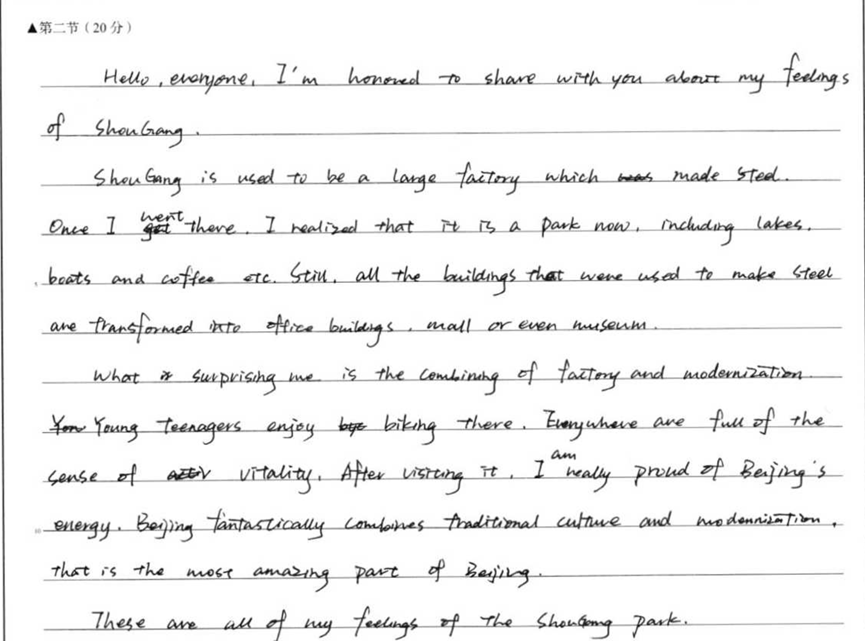 ▲第二节(20分)
Hello, everyone, I'm honored to share with you about my feelings
of ShouGang.
ShouGang is used to be a large factory which was made steel.
Once I went there, I realized that it is a park now, including lakes,
boats and coffee etc. Still, all the buildings that were used to make steel
are transformed into office buildings, mall or even museum.
What is surprising me is the combining of factory and modernization.
You Young teenagers enjoy biking there. Everywhere are full of the
sense of vitality. After visiting it, I am really proud of Beijing's
energy. Beijing fantastically combines traditional culture and modernization,
that is the most amazing part of Beijing.
These are all of my feelings of the ShouGang park.